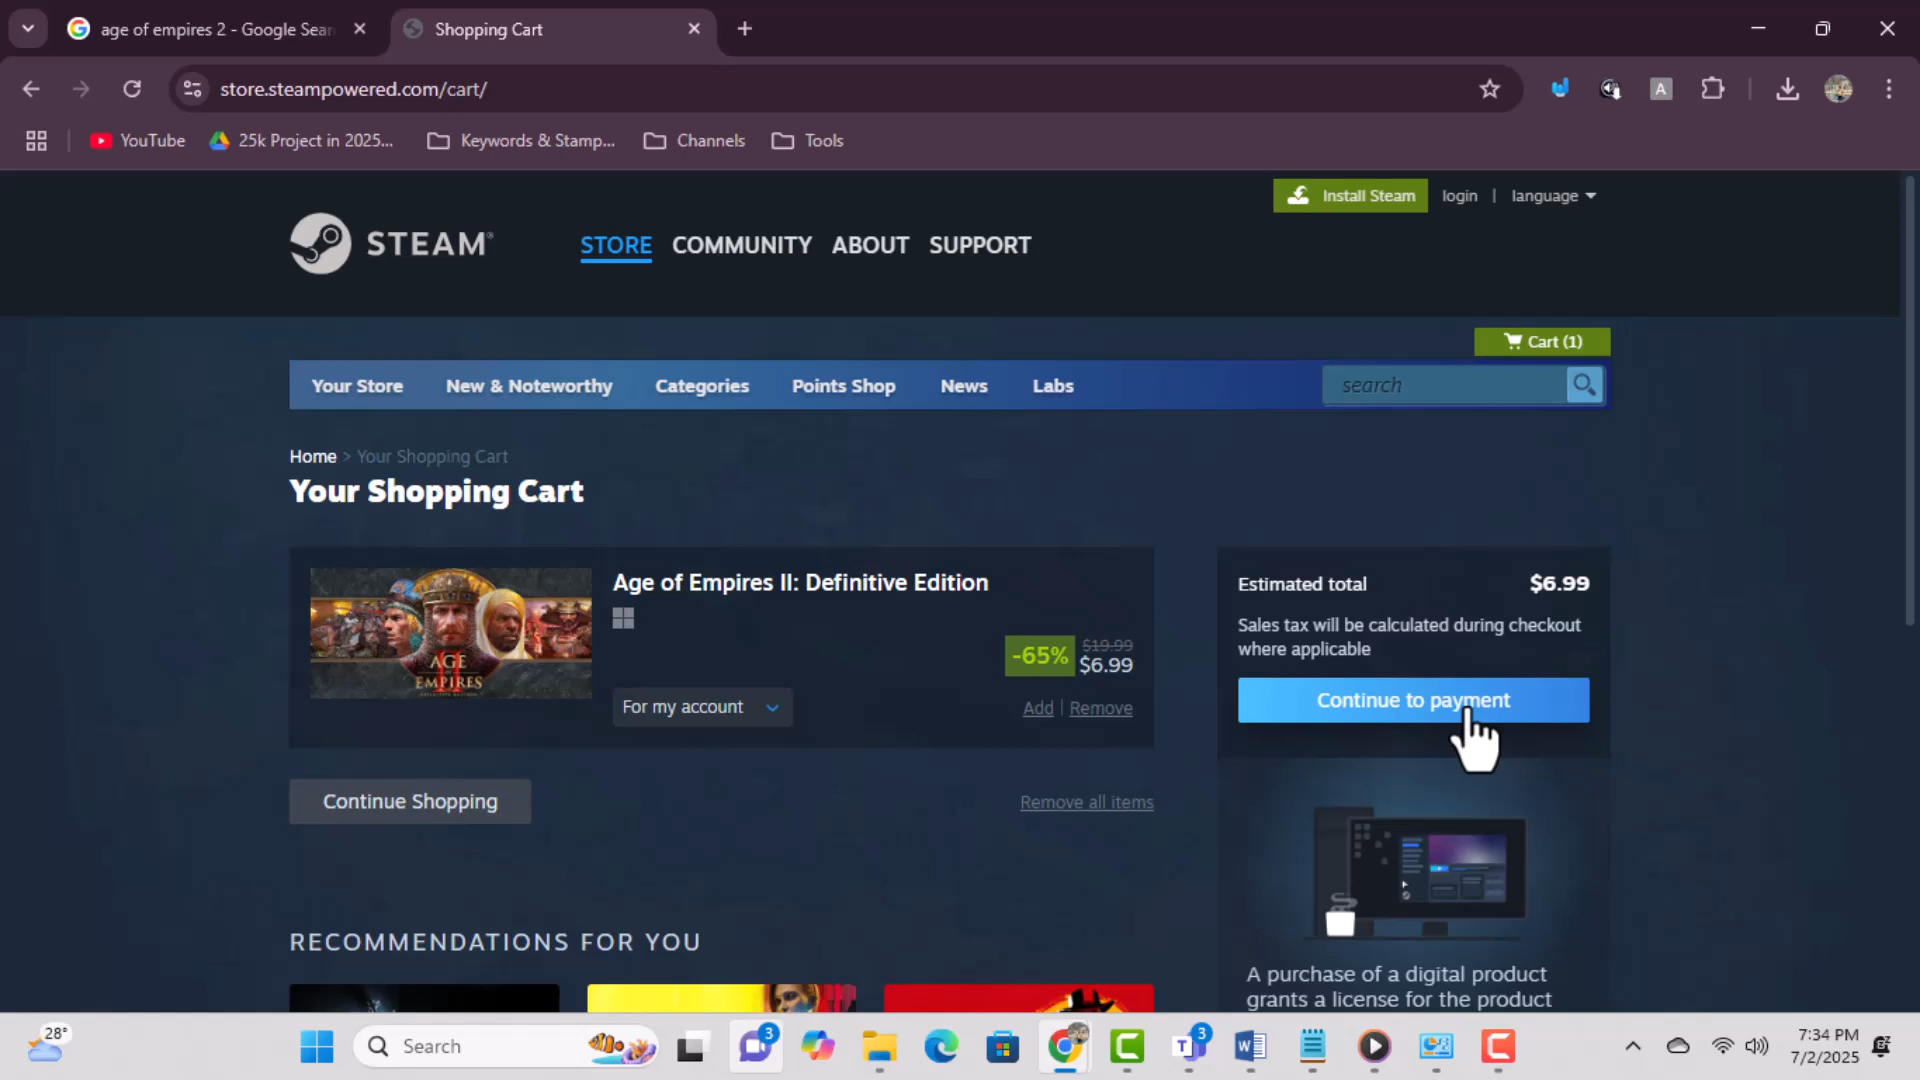 age of empires 2 - Google Sear
Shopping Cart
store.steampowered.com/cart/
A
YouTube
25k Project in 2025...
Keywords & Stamp...
Channels
Tools
Install Steam
login | language
STEAM®
STORE COMMUNITY ABOUT SUPPORT
Cart (1)
Your Store New & Noteworthy Categories Points Shop News Labs
search
Home > Your Shopping Cart
Your Shopping Cart
AGE
II
EMPIRES
Age of Empires II: Definitive Edition
-65% $19.99
$6.99
For my account
Add | Remove
Estimated total $6.99
Sales tax will be calculated during checkout
where applicable
Continue to payment
Continue Shopping
Remove all items
RECOMMENDATIONS FOR YOU
A purchase of a digital product
grants a license for the product
28°
Search
3
3
7:34 PM
7/2/2025